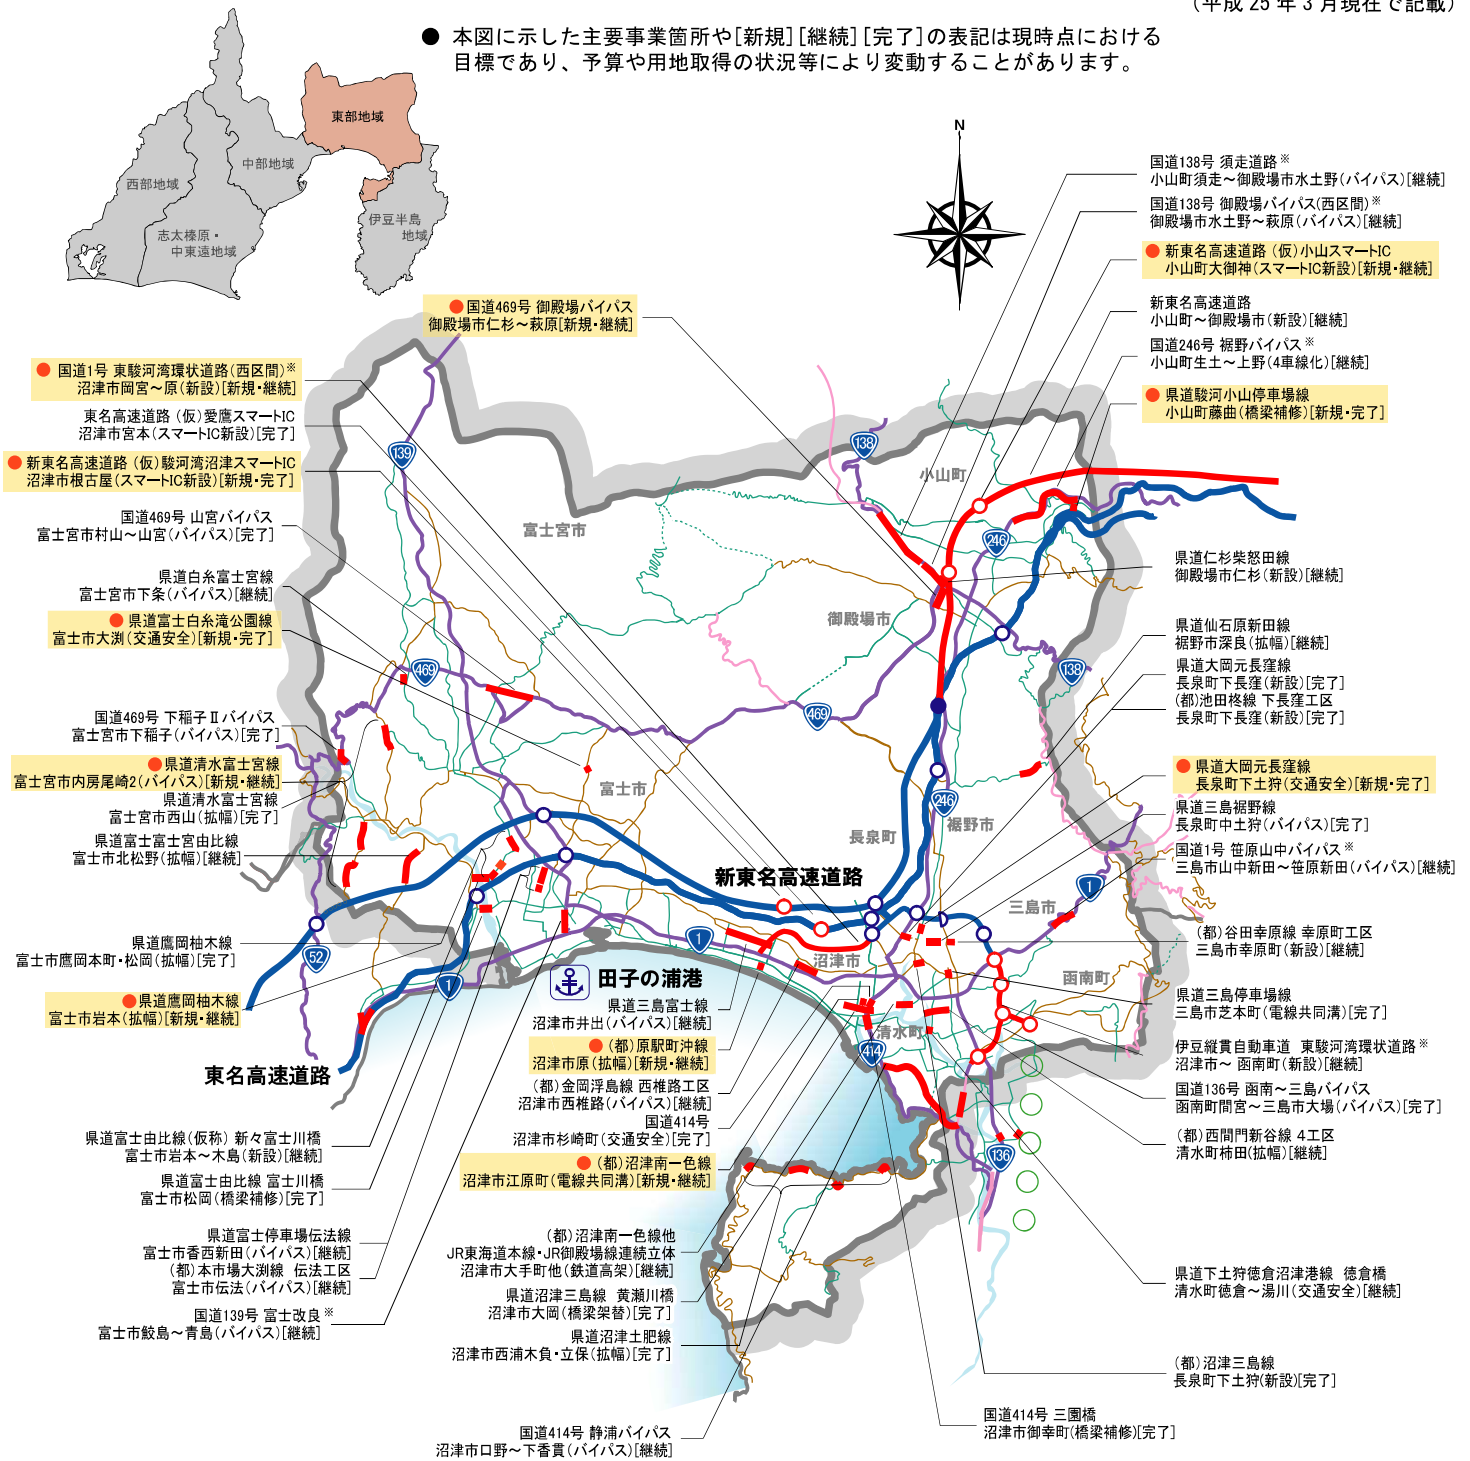 (平成 25 年 3 月現在で記載)
● 本図に示した主要事業箇所や[新規][継続][完了]の表記は現時点における
目標であり、予算や用地取得の状況等により変動することがあります。
東部地域
中部地域
西部地域
伊豆半島
地域
志太榛原・
中東遠地域
N
国道138号 須走道路※
小山町須走～御殿場市水土野(バイパス)[継続]
国道138号 御殿場バイパス(西区間)※
御殿場市水土野～萩原(バイパス)[継続]
● 新東名高速道路 (仮)小山スマートIC
小山町大御神(スマートIC新設)[新規・継続]
新東名高速道路
小山町～御殿場市(新設)[継続]
国道246号 裾野バイパス※
小山町生土～上野(4車線化)[継続]
● 県道駿河小山停車場線
小山町藤曲(橋梁補修)[新規・完了]
● 国道469号 御殿場バイパス
御殿場市仁杉～萩原[新規・継続]
● 国道1号 東駿河湾環状道路(西区間)※
沼津市岡宮～原(新設)[新規・継続]
東名高速道路 (仮)愛鷹スマートIC
沼津市宮本(スマートIC新設)[完了]
● 新東名高速道路 (仮)駿河湾沼津スマートIC
沼津市根古屋(スマートIC新設)[新規・完了]
国道469号 山宮バイパス
富士宮市村山～山宮(バイパス)[完了]
県道白糸富士宮線
富士宮市下条(バイパス)[継続]
● 県道富士白糸滝公園線
富士市大渕(交通安全)[新規・完了]
国道469号 下稲子Ⅱバイパス
富士宮市下稲子(バイパス)[完了]
● 県道清水富士宮線
富士宮市内房尾崎2(バイパス)[新規・継続]
県道清水富士宮線
富士宮市西山(拡幅)[完了]
県道富士富士宮由比線
富士市北松野(拡幅)[継続]
県道鷹岡柚木線
富士市鷹岡本町・松岡(拡幅)[完了]
● 県道鷹岡柚木線
富士市岩本(拡幅)[新規・継続]
東名高速道路
県道富士由比線(仮称) 新々富士川橋
富士市岩本～木島(新設)[継続]
県道富士由比線 富士川橋
富士市松岡(橋梁補修)[完了]
県道富士停車場伝法線
富士市香西新田(バイパス)[継続]
(都)本市場大渕線 伝法工区
富士市伝法(バイパス)[継続]
国道139号 富士改良※
富士市鮫島～青島(バイパス)[継続]
139
138
小山町
富士宮市
246
御殿場市
469
138
469
富士市
246
裾野市
長泉町
新東名高速道路
1
三島市
52
1
1
沼津市
函南町
田子の浦港
清水町
414
136
県道仁杉柴怒田線
御殿場市仁杉(新設)[継続]
県道仙石原新田線
裾野市深良(拡幅)[継続]
県道大岡元長窪線
長泉町下長窪(新設)[完了]
(都)池田柊線 下長窪工区
長泉町下長窪(新設)[完了]
● 県道大岡元長窪線
長泉町下土狩(交通安全)[新規・完了]
県道三島裾野線
長泉町中土狩(バイパス)[完了]
国道1号 笹原山中バイパス※
三島市山中新田～笹原新田(バイパス)[継続]
(都)谷田幸原線 幸原町工区
三島市幸原町(新設)[継続]
県道三島停車場線
三島市芝本町(電線共同溝)[完了]
伊豆縦貫自動車道 東駿河湾環状道路※
沼津市～ 函南町(新設)[継続]
国道136号 函南～三島バイパス
函南町間宮～三島市大場(バイパス)[完了]
(都)西間門新谷線 4工区
清水町柿田(拡幅)[継続]
県道下土狩徳倉沼津港線 徳倉橋
清水町徳倉～湯川(交通安全)[継続]
(都)沼津三島線
長泉町下土狩(新設)[完了]
国道414号 三園橋
沼津市御幸町(橋梁補修)[完了]
県道三島富士線
沼津市井出(バイパス)[継続]
● (都)原駅町沖線
沼津市原(拡幅)[新規・継続]
(都)金岡浮島線 西椎路工区
沼津市西椎路(バイパス)[継続]
国道414号
沼津市杉崎町(交通安全)[完了]
● (都)沼津南一色線
沼津市江原町(電線共同溝)[新規・継続]
(都)沼津南一色線他
JR東海道本線・JR御殿場線連続立体
沼津市大手町他(鉄道高架)[継続]
県道沼津三島線 黄瀬川橋
沼津市大岡(橋梁架替)[完了]
県道沼津土肥線
沼津市西浦木負・立保(拡幅)[完了]
国道414号 静浦バイパス
沼津市口野～下香貫(バイパス)[継続]